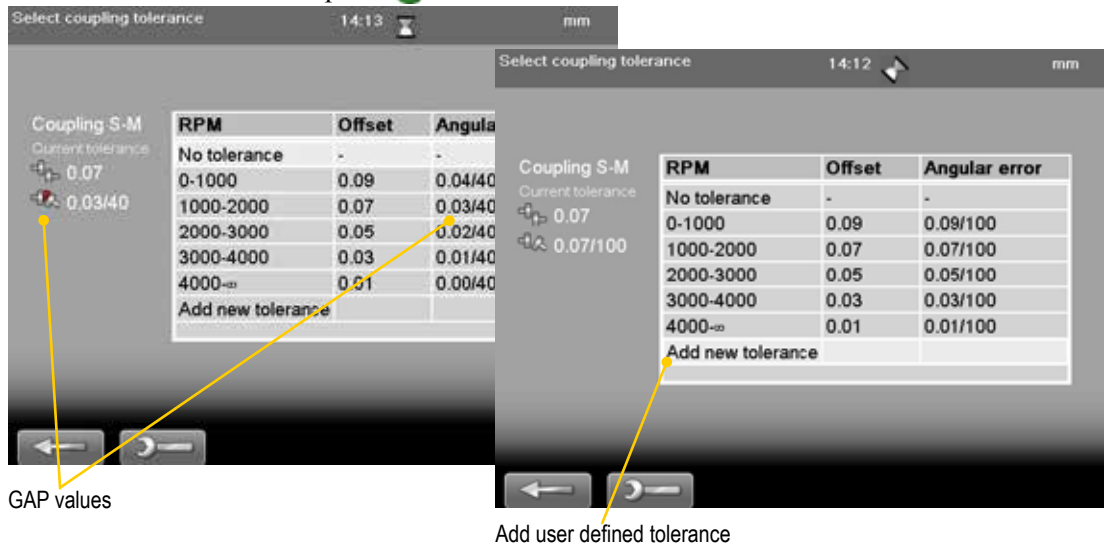 Select coupling tolerance 14:13 mm
Coupling S-M
Current tolerance
0.07
0.03/40
RPM Offset Angula
No tolerance - -
0-1000 0.09 0.04/40
1000-2000 0.07 0.03/40
2000-3000 0.05 0.02/40
3000-4000 0.03 0.01/40
4000-∞ 0.01 0.00/40
Add new tolerance
GAP values
Select coupling tolerance 14:12 mm
Coupling S-M
Current tolerance
0.07
0.07/100
RPM Offset Angular error
No tolerance - -
0-1000 0.09 0.09/100
1000-2000 0.07 0.07/100
2000-3000 0.05 0.05/100
3000-4000 0.03 0.03/100
4000-∞ 0.01 0.01/100
Add new tolerance
Add user defined tolerance